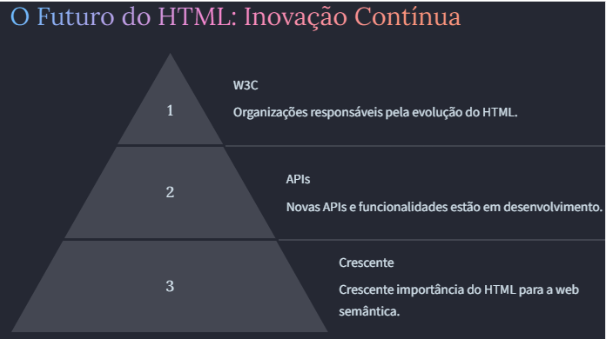 O Futuro do HTML: Inovação Contínua
1
W3C
Organizações responsáveis pela evolução do HTML.
2
APIs
Novas APIs e funcionalidades estão em desenvolvimento.
3
Crescente
Crescente importância do HTML para a web
semântica.